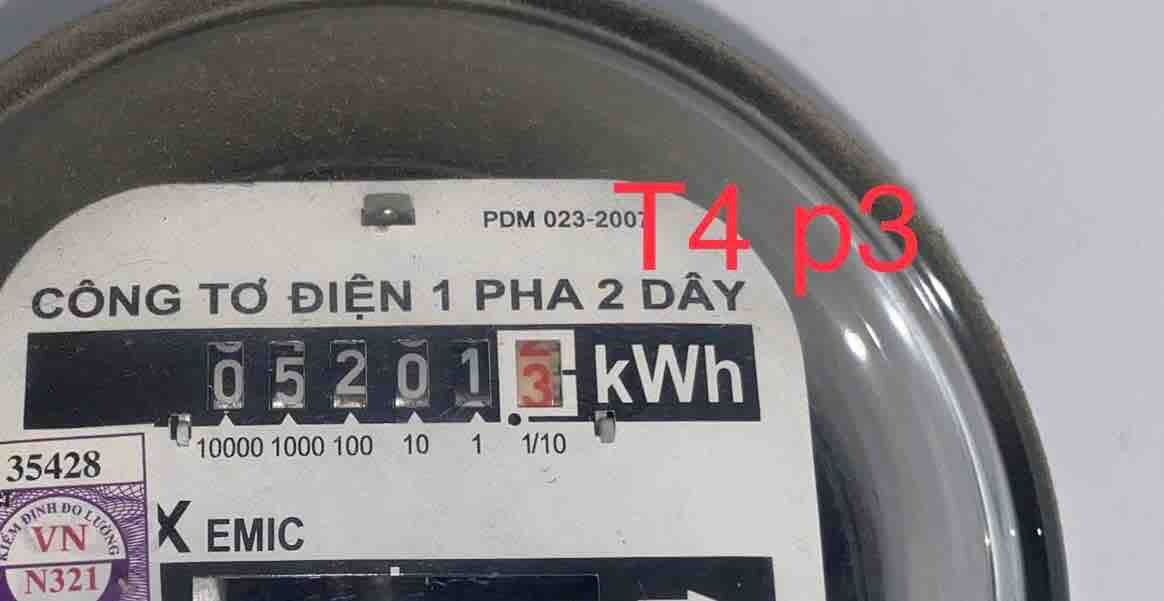 PDM 023-2007
T4 p3
CÔNG TƠ ĐIỆN 1 PHA 2 DÂY
0 5 2 0 1 3 kWh
10000 1000 100 10 1 1/10
35428
KIỂM ĐỊNH ĐO LƯỜNG
VN
N321
X EMIC